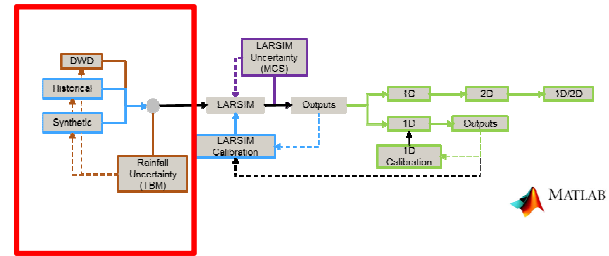 DWD
Historical
Synthetic
Rainfall
Uncertainty
(TBM)
LARSIM
Uncertainty
(MCS)
LARSIM
Outputs
LARSIM
Calibration
1D
2D
1D/2D
1D
Outputs
1D
Calibration
MATLAB